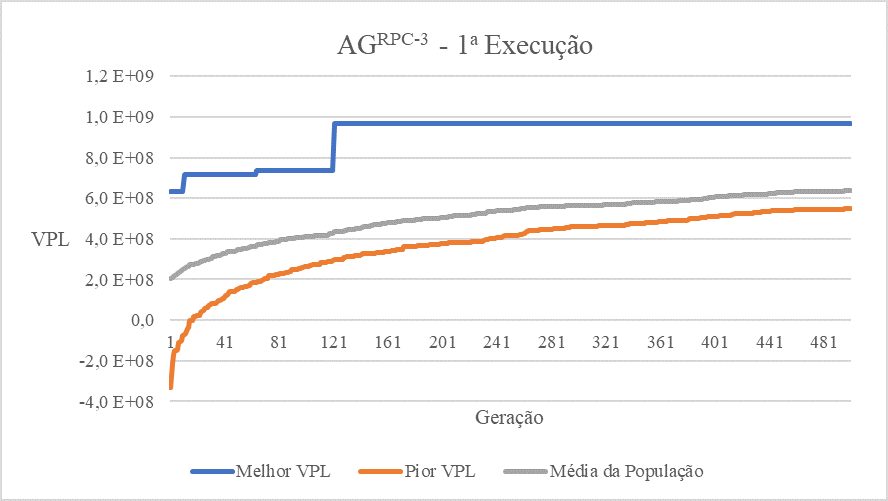 AGRPC-3 - 1ª Execução
1,2 E+09
1,0 E+09
8,0 E+08
6,0 E+08
VPL
4,0 E+08
2,0 E+08
0,0
1 41 81 121 161 201 241 281 321 361 401 441 481
-2,0 E+08
-4,0 E+08
Geração
Melhor VPL Pior VPL Média da População